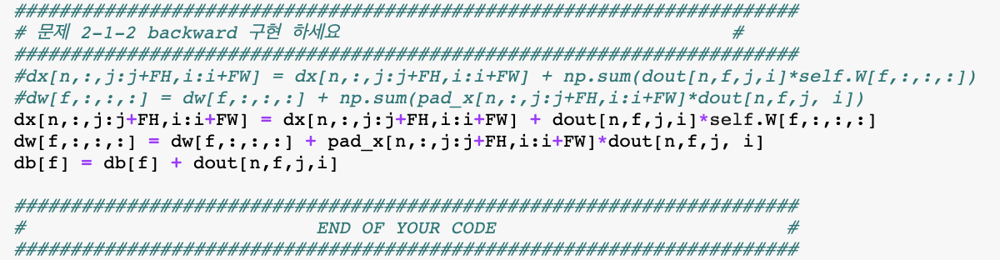 ######################################################################
# 문제 2-1-2 backward 구현 하세요 #
######################################################################
#dx[n,:,j:j+FH,i:i+FW] = dx[n,:,j:j+FH,i:i+FW] + np.sum(dout[n,f,j,i]*self.W[f,:,:,:])
#dw[f,:,:,:] = dw[f,:,:,:] + np.sum(pad_x[n,:,j:j+FH,i:i+FW]*dout[n,f,j, i])
dx[n,:,j:j+FH,i:i+FW] = dx[n,:,j:j+FH,i:i+FW] + dout[n,f,j,i]*self.W[f,:,:,:]
dw[f,:,:,:] = dw[f,:,:,:] + pad_x[n,:,j:j+FH,i:i+FW]*dout[n,f,j, i]
db[f] = db[f] + dout[n,f,j,i]
######################################################################
# END OF YOUR CODE #
######################################################################